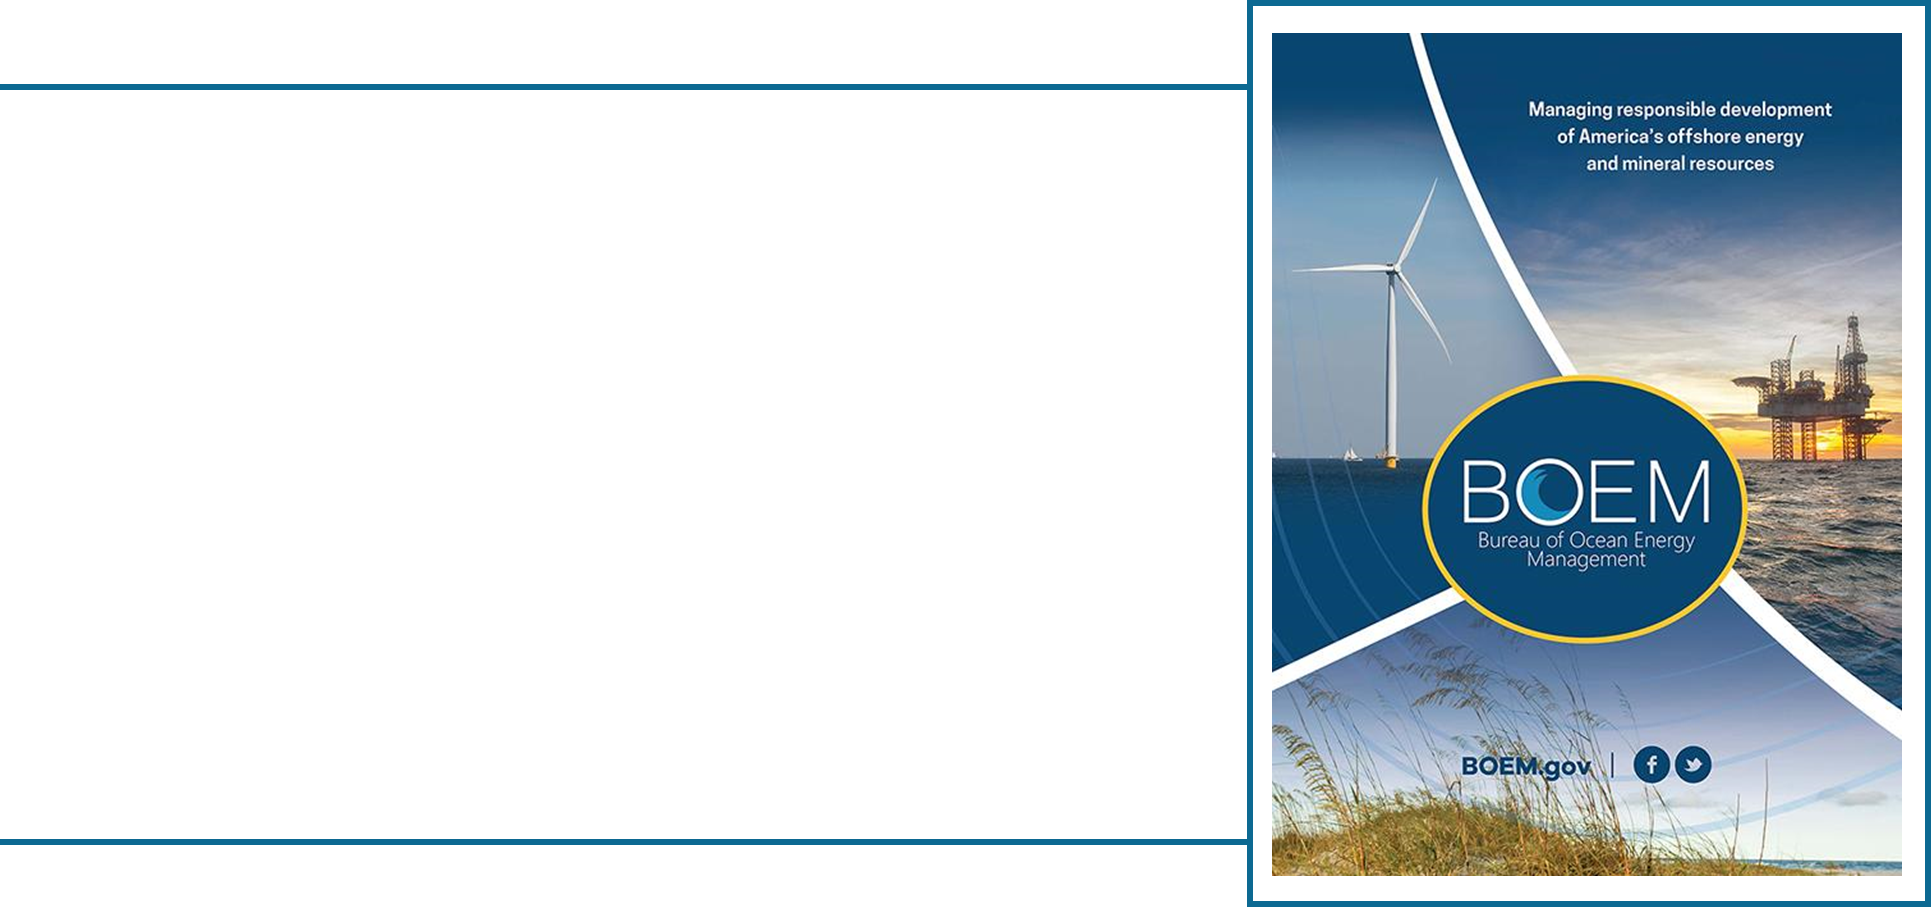 Managing responsible development
of America's offshore energy
and mineral resources
BOEM
Bureau of Ocean Energy
Management
BOEM.gov